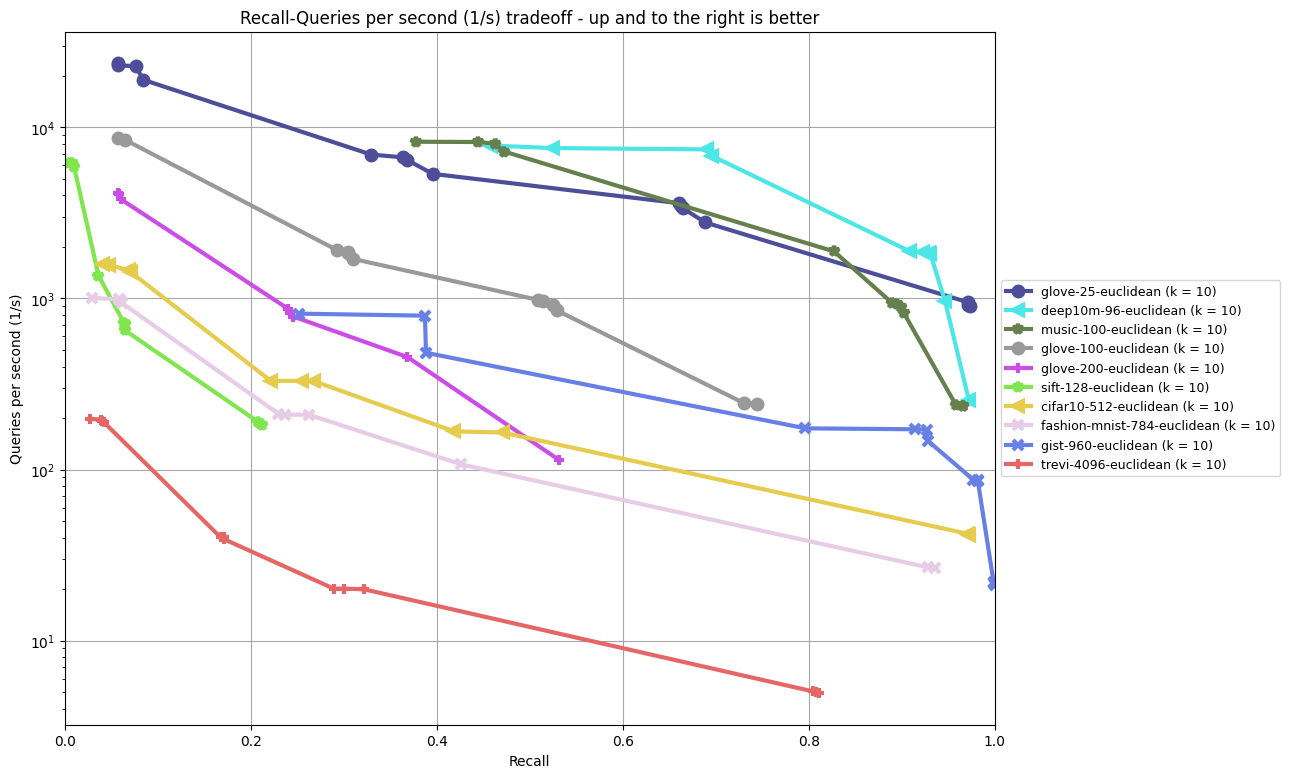 Recall-Queries per second (1/s) tradeoff - up and to the right is better
Queries per second (1/s)
10^4
10^3
10^2
10^1
0.0 0.2 0.4 0.6 0.8 1.0
Recall
glove-25-euclidean (k = 10)
deep10m-96-euclidean (k = 10)
music-100-euclidean (k = 10)
glove-100-euclidean (k = 10)
glove-200-euclidean (k = 10)
sift-128-euclidean (k = 10)
cifar10-512-euclidean (k = 10)
fashion-mnist-784-euclidean (k = 10)
gist-960-euclidean (k = 10)
trevi-4096-euclidean (k = 10)